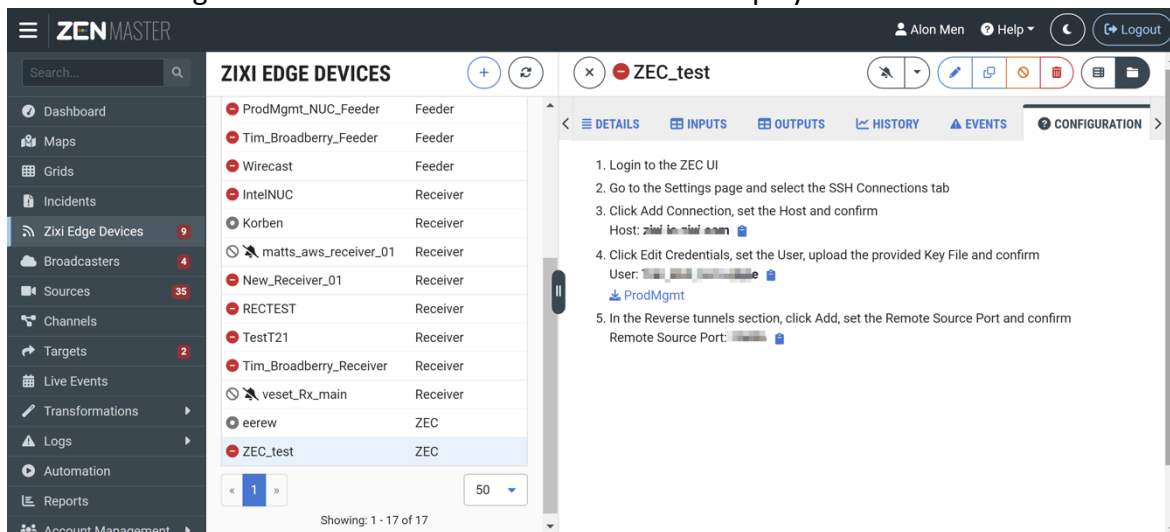 ZENMASTER
Alon Men
Help
Logout
Search...
Dashboard
Maps
Grids
Incidents
Zixi Edge Devices 9
Broadcasters 4
Sources 35
Channels
Targets 2
Live Events
Transformations
Logs
Automation
Reports
Account Management
ZIXI EDGE DEVICES
ProdMgmt_NUC_Feeder Feeder
Tim_Broadberry_Feeder Feeder
Wirecast Feeder
IntelNUC Receiver
Korben Receiver
matts_aws_receiver_01 Receiver
New_Receiver_01 Receiver
RECTEST Receiver
TestT21 Receiver
Tim_Broadberry_Receiver Receiver
veset_Rx_main Receiver
eerew ZEC
ZEC_test ZEC
« 1 »
50
Showing: 1 - 17 of 17
ZEC_test
DETAILS INPUTS OUTPUTS HISTORY EVENTS CONFIGURATION
1. Login to the ZEC UI
2. Go to the Settings page and select the SSH Connections tab
3. Click Add Connection, set the Host and confirm
Host:
4. Click Edit Credentials, set the User, upload the provided Key File and confirm
User:
ProdMgmt
5. In the Reverse tunnels section, click Add, set the Remote Source Port and confirm
Remote Source Port: